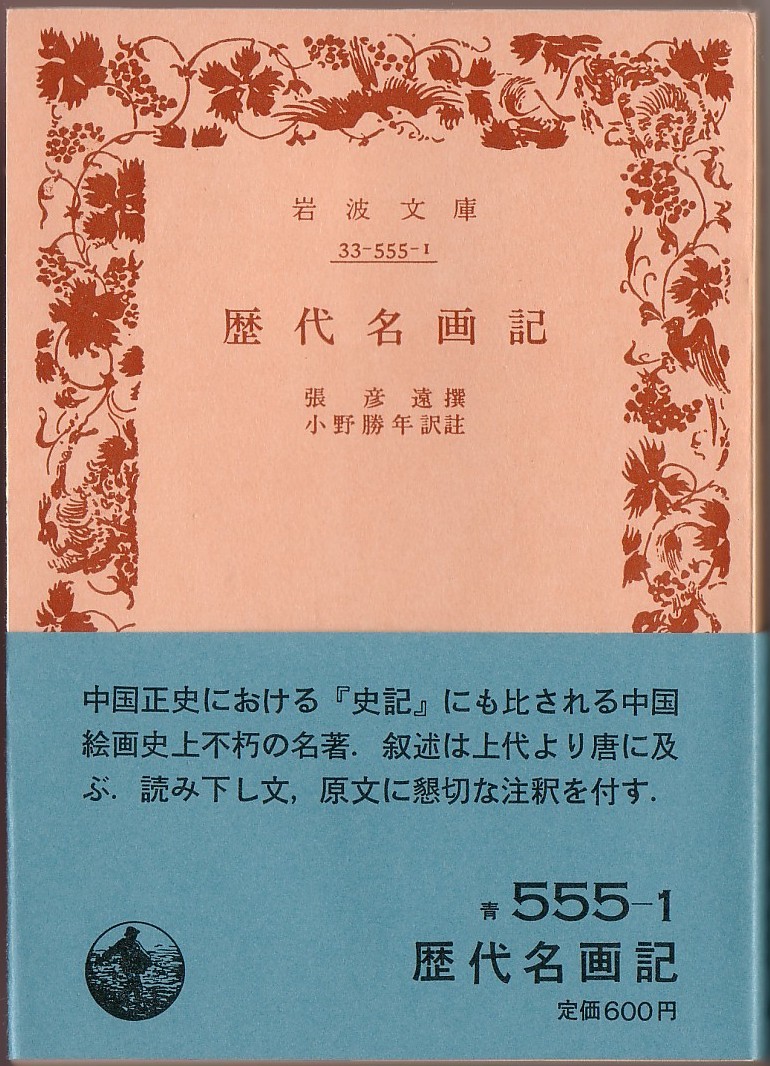 岩波文庫
33-555-1
歴代名画記
張彦遠撰
小野勝年訳註
中国正史における『史記』にも比される中国
絵画史上不朽の名著．叙述は上代より唐に及
ぶ．読み下し文，原文に懇切な注釈を付す．
青 555-1
歴代名画記
定価600円